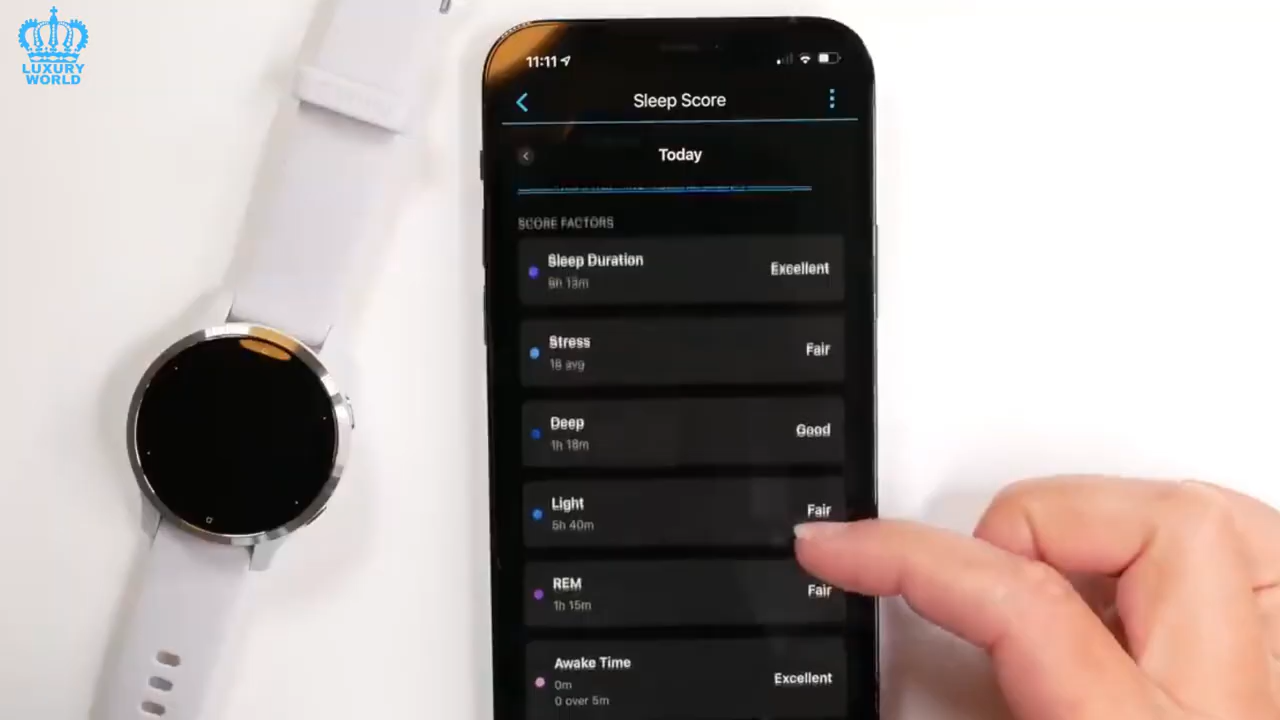 LUXURY
WORLD
11:11
Sleep Score
Today
SCORE FACTORS
Sleep Duration
Excellent
13m
Stress
Fair
18 avg
Deep
Good
1h 18m
Light
Fair
40m
REM
Fair
1h 15m
Awake Time
Excellent
0m
0 over 5m